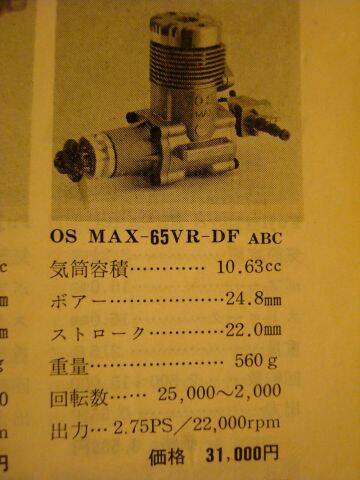 OS MAX-65VR-DF ABC
気筒容積………… 10.63cc
ボアー……………24.8㎜
ストローク…………22.0㎜
重量……………… 560g
回転数…… 25,000〜2,000
出力…2.75PS/22,000rpm
価格 31,000円